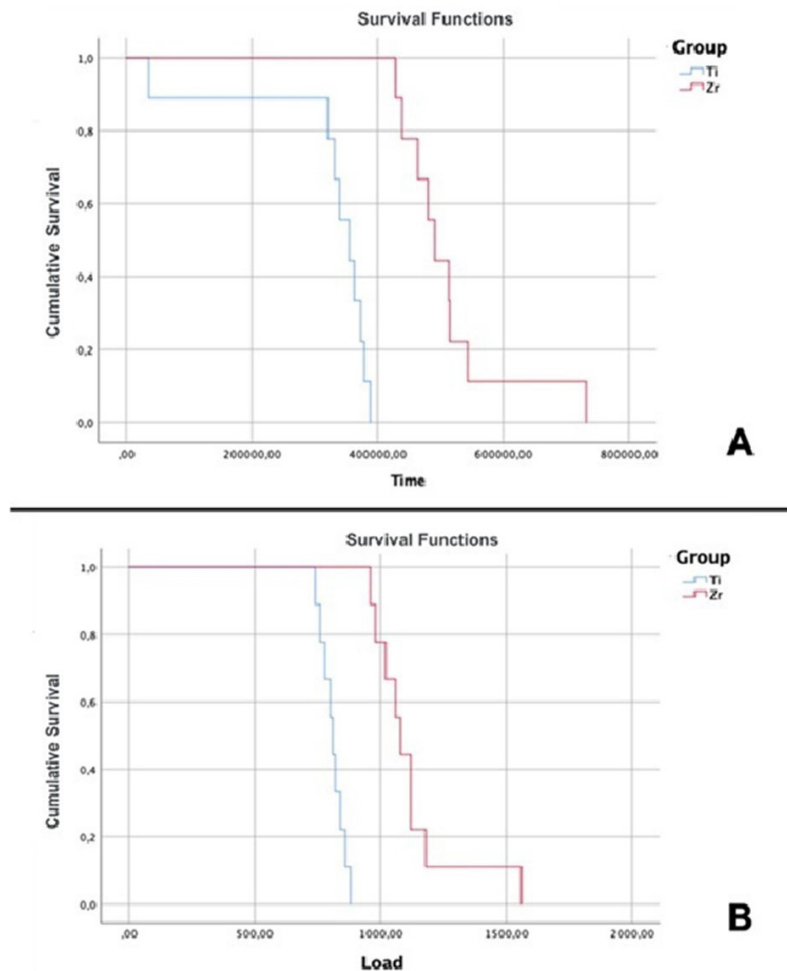 Survival Functions
Group
Ti
Zr
Cumulative Survival
1,0
0,8
0,6
0,4
0,2
0,0
,00 200000,00 400000,00 600000,00 800000,00
Time
A
Survival Functions
Group
Ti
Zr
Cumulative Survival
1,0
0,8
0,6
0,4
0,2
0,0
,00 500,00 1000,00 1500,00 2000,00
Load
B